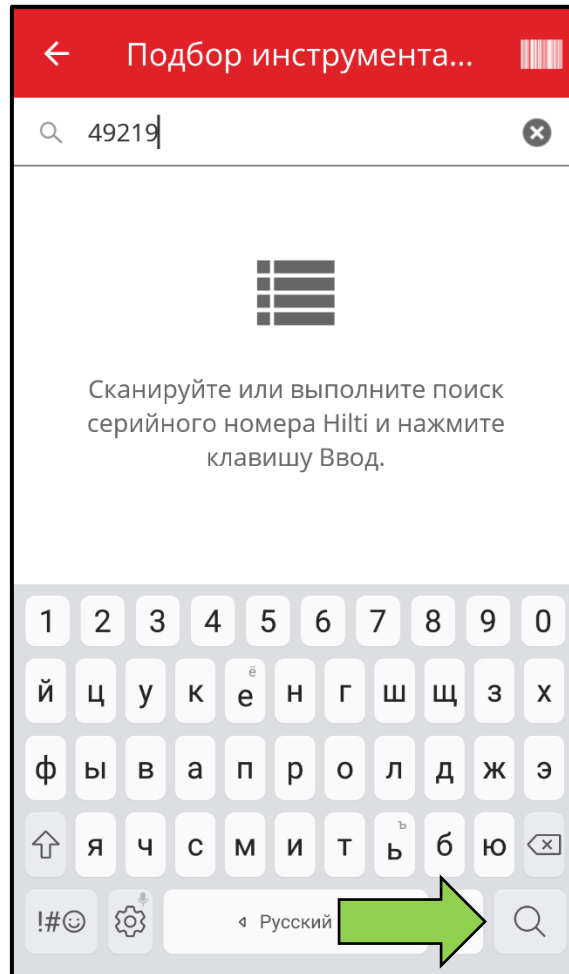 Подбор инструмента...
49219
Сканируйте или выполните поиск
серийного номера Hilti и нажмите
клавишу Ввод.
1 2 3 4 5 6 7 8 9 0
й ц у к е ё н г ш щ з х
ф ы в а п р о л д ж э
я ч с м и т ь ъ б ю
!#☺ Русский